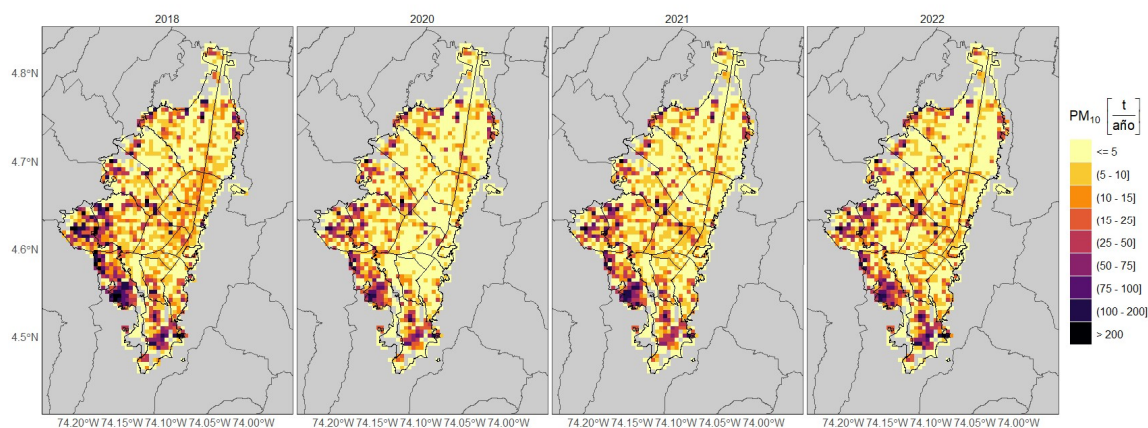 2018 2020 2021 2022
4.8°N
4.7°N
4.6°N
4.5°N
74.20°W 74.15°W 74.10°W 74.05°W 74.00°W 74.20°W 74.15°W 74.10°W 74.05°W 74.00°W 74.20°W 74.15°W 74.10°W 74.05°W 74.00°W 74.20°W 74.15°W 74.10°W 74.05°W 74.00°W
PM₁₀ [t/año]
<= 5
(5 - 10]
(10 - 15]
(15 - 25]
(25 - 50]
(50 - 75]
(75 - 100]
(100 - 200]
> 200